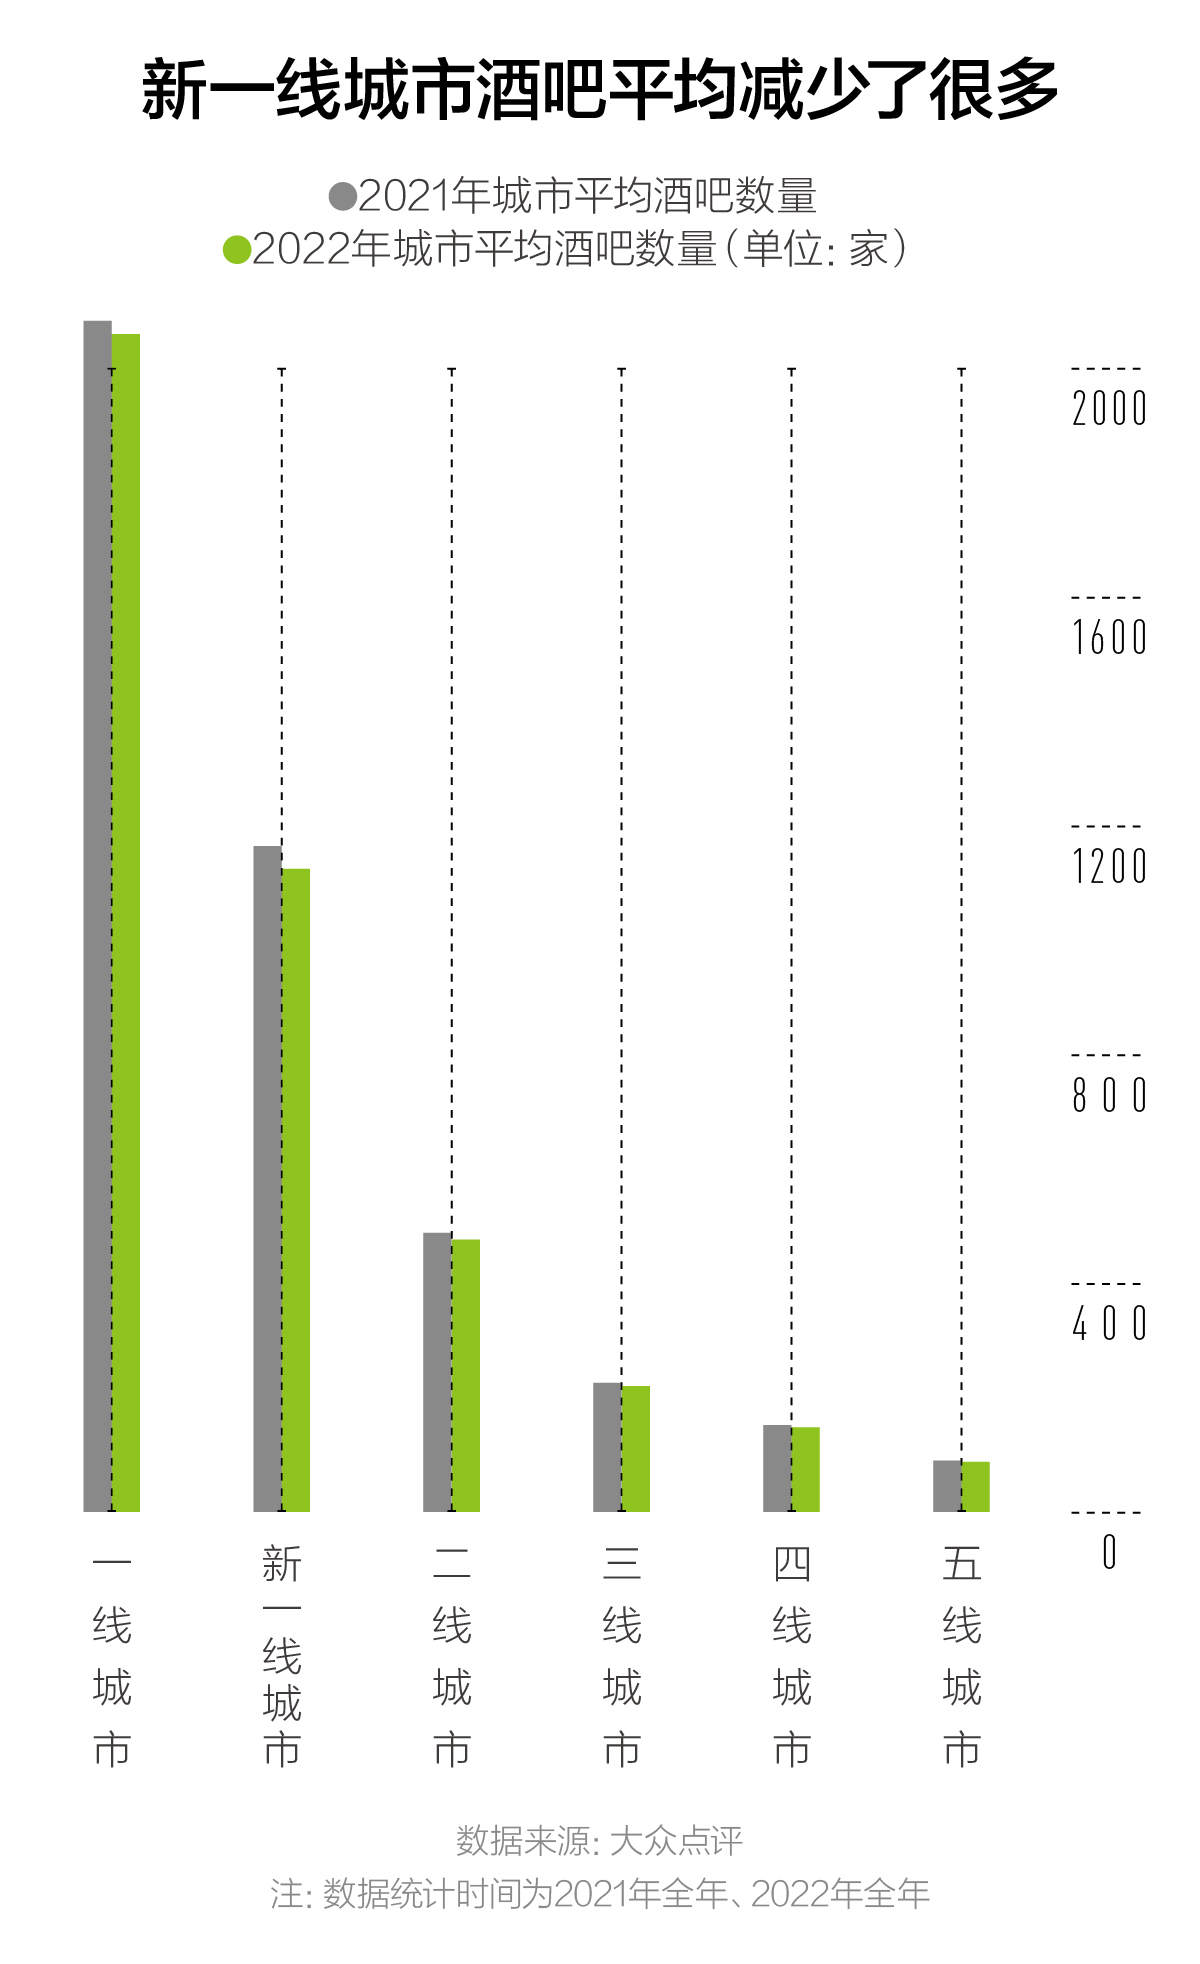 新一线城市酒吧平均减少了很多
2021年城市平均酒吧数量
2022年城市平均酒吧数量（单位：家）
2000
1600
1200
800
400
0
一线城市
新一线城市
二线城市
三线城市
四线城市
五线城市
数据来源：大众点评
注：数据统计时间为2021年全年、2022年全年